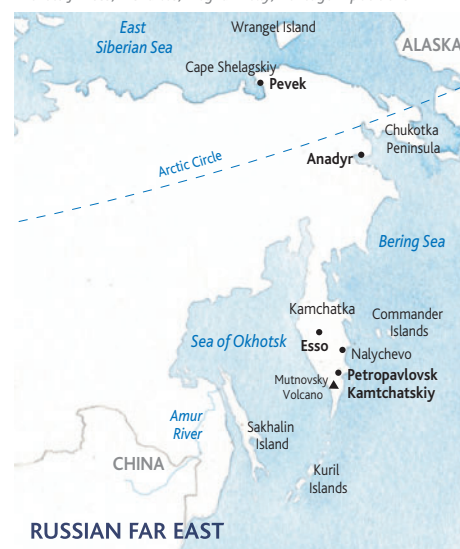 East
Siberian Sea
Wrangel Island
ALASKA
Cape Shelagskiy
Pevek
Chukotka
Peninsula
Anadyr
Arctic Circle
Bering Sea
Kamchatka
Commander
Islands
Sea of Okhotsk
Esso
Nalychevo
Petropavlovsk
Kamtchatskiy
Mutnovsky
Volcano
Amur
River
Sakhalin
Island
CHINA
Kuril
Islands
RUSSIAN FAR EAST